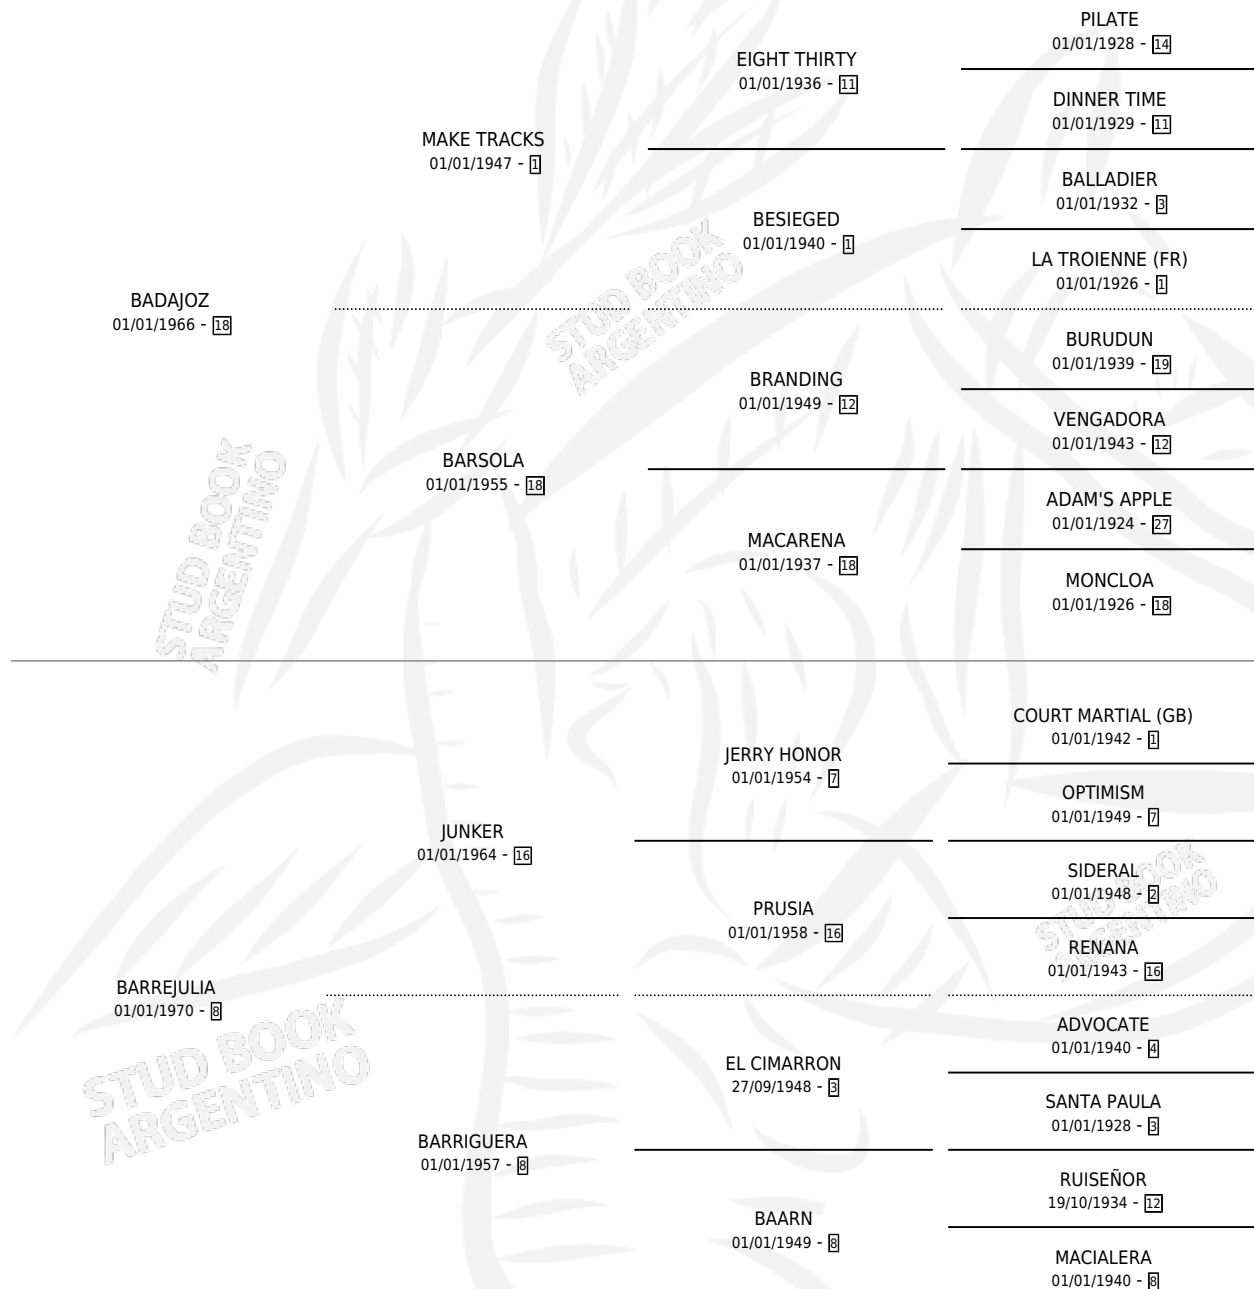 PILATE
01/01/1928 - 14
EIGHT THIRTY
01/01/1936 - 11
DINNER TIME
01/01/1929 - 11
MAKE TRACKS
01/01/1947 - 1
BALLADIER
01/01/1932 - 3
BESIEGED
01/01/1940 - 1
LA TROIENNE (FR)
01/01/1926 - 1
BADAJOZ
01/01/1966 - 18
BURUDUN
01/01/1939 - 19
BRANDING
01/01/1949 - 12
VENGADORA
01/01/1943 - 12
BARSOLA
01/01/1955 - 18
ADAM'S APPLE
01/01/1924 - 27
MACARENA
01/01/1937 - 18
MONCLOA
01/01/1926 - 18
STUD BOOK
ARGENTINO
STUD BOOK
ARGENTINO
COURT MARTIAL (GB)
01/01/1942 - 1
JERRY HONOR
01/01/1954 - 7
OPTIMISM
01/01/1949 - 7
JUNKER
01/01/1964 - 16
SIDERAL
01/01/1948 - 2
PRUSIA
01/01/1958 - 16
RENANA
01/01/1943 - 16
BARREJULIA
01/01/1970 - 8
ADVOCATE
01/01/1940 - 4
EL CIMARRON
27/09/1948 - 3
SANTA PAULA
01/01/1928 - 3
BARRIGUERA
01/01/1957 - 8
RUISEÑOR
19/10/1934 - 12
BAARN
01/01/1949 - 8
MACIALERA
01/01/1940 - 8
STUD BOOK
ARGENTINO
STUD BOOK
ARGENTINO